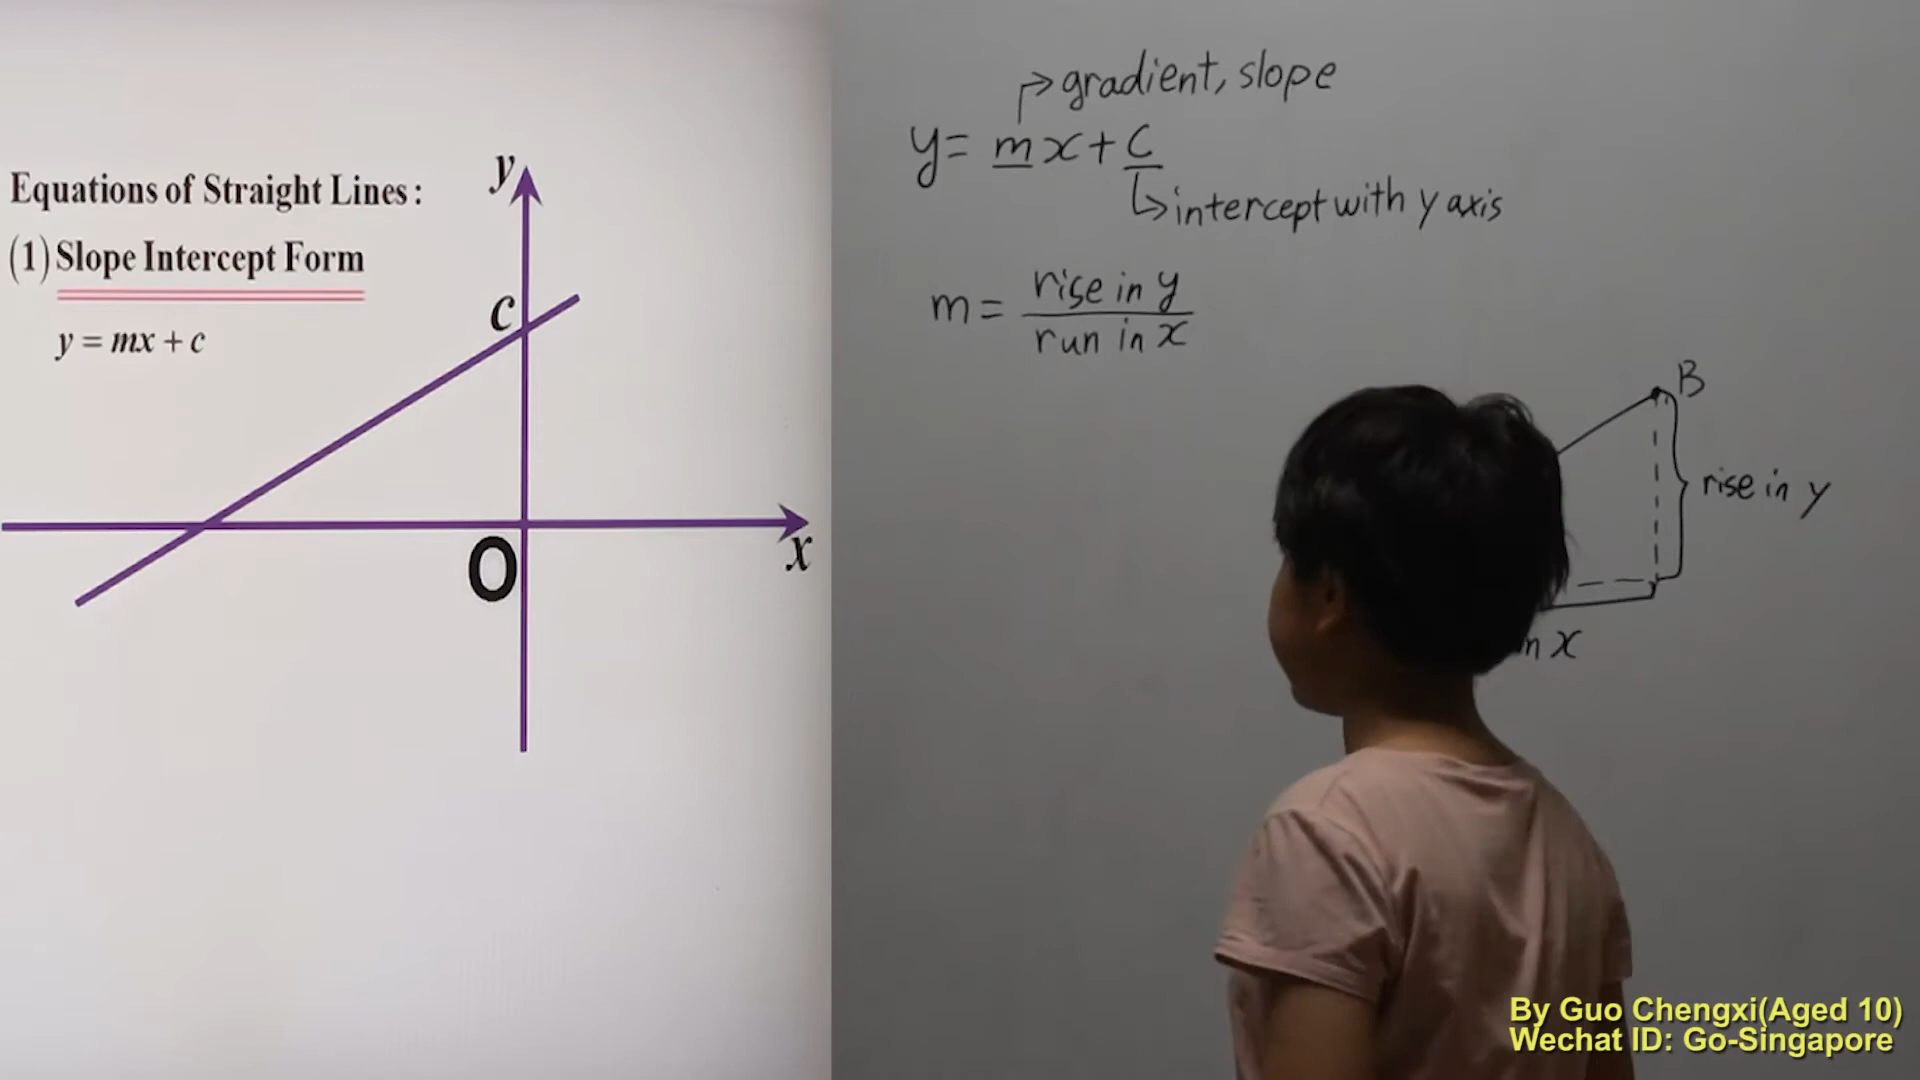 Equations of Straight Lines:
(1) Slope Intercept Form
y = mx + c
y
C
O
x
gradient, slope
y = mx + c
intercept with y axis
m = rise in y
run in x
B
rise in y
x
By Guo Chengxi(Aged 10)
Wechat ID: Go-Singapore